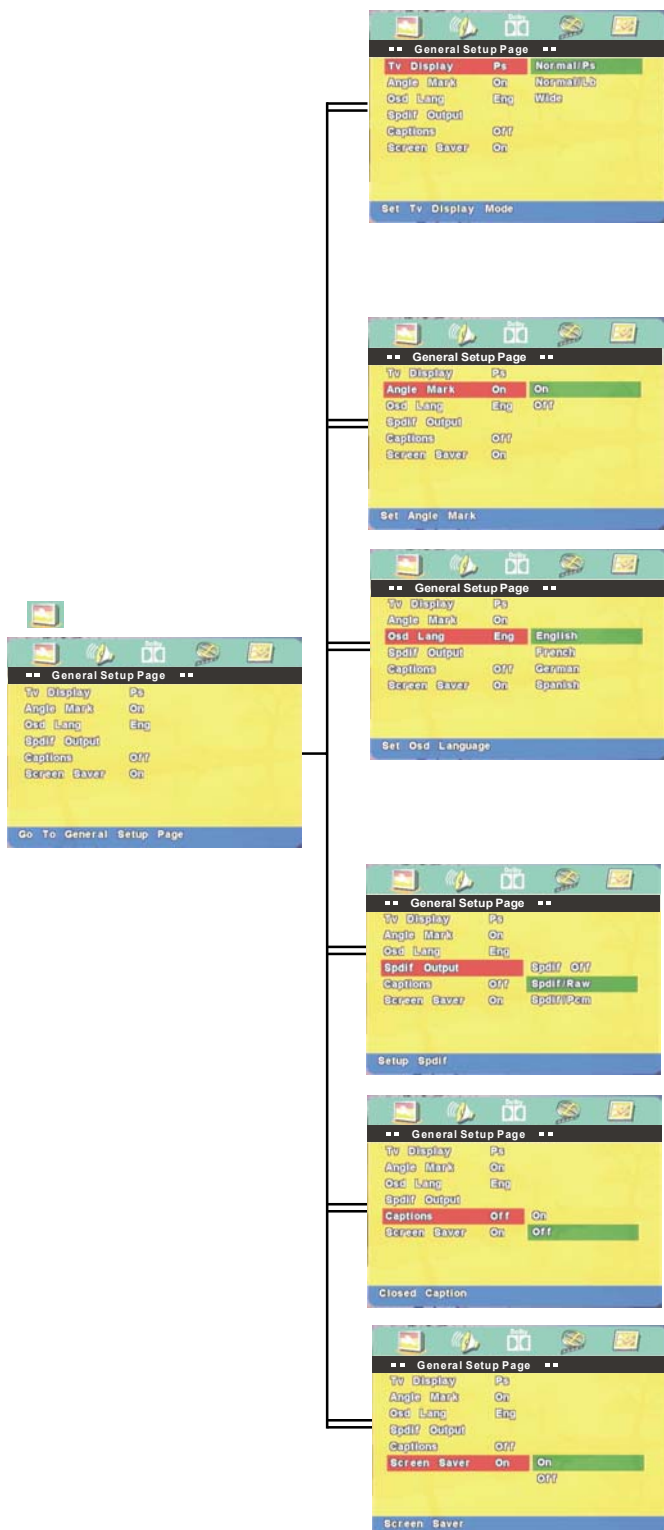 Dolby
General Setup Page
Tv Display Ps Normal/Ps
Angle Mark On Normal/Lb
Osd Lang Eng Wide
Spdif Output
Captions Off
Screen Saver On
Set Tv Display Mode
Dolby
General Setup Page
Tv Display Ps
Angle Mark On On
Osd Lang Eng Off
Spdif Output
Captions Off
Screen Saver On
Set Angle Mark
Dolby
General Setup Page
Tv Display Ps
Angle Mark On
Osd Lang Eng English
Spdif Output French
Captions Off German
Screen Saver On Spanish
Set Osd Language
Dolby
General Setup Page
Tv Display Ps
Angle Mark On
Osd Lang Eng
Spdif Output
Captions Off
Screen Saver On
Go To General Setup Page
Dolby
General Setup Page
Tv Display Ps
Angle Mark On
Osd Lang Eng
Spdif Output Spdif Off
Captions Off Spdif/Raw
Screen Saver On Spdif/Pcm
Setup Spdif
Dolby
General Setup Page
Tv Display Ps
Angle Mark On
Osd Lang Eng
Spdif Output
Captions Off On
Screen Saver On Off
Closed Caption
Dolby
General Setup Page
Tv Display Ps
Angle Mark On
Osd Lang Eng
Spdif Output
Captions Off
Screen Saver On On
Off
Screen Saver